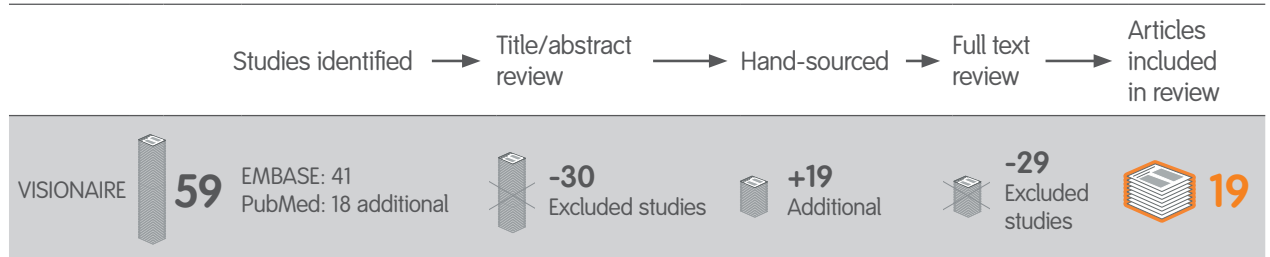 Studies identified
Title/abstract
review
Hand-sourced
Full text
review
Articles
included
in review
VISIONAIRE
59
EMBASE: 41
PubMed: 18 additional
-30
Excluded studies
+19
Additional
-29
Excluded
studies
19